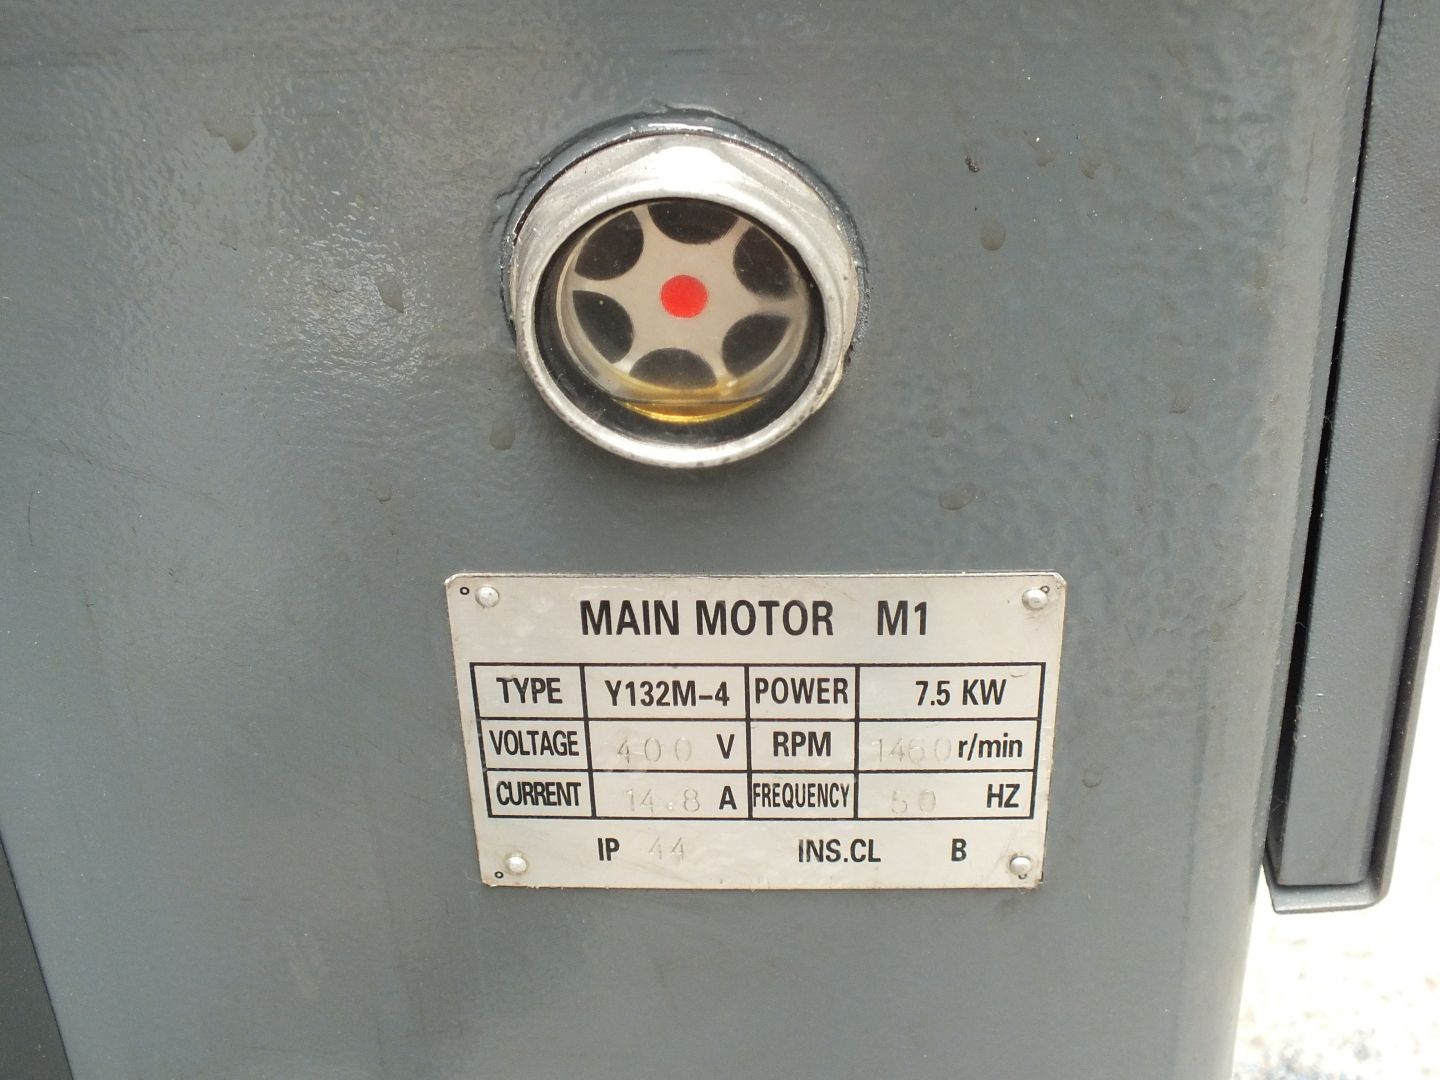 MAIN MOTOR M1
TYPE Y132M-4 POWER 7.5 KW
VOLTAGE 400 V RPM 1460 r/min
CURRENT 14.8 A FREQUENCY 50 HZ
IP 44 INS.CL B